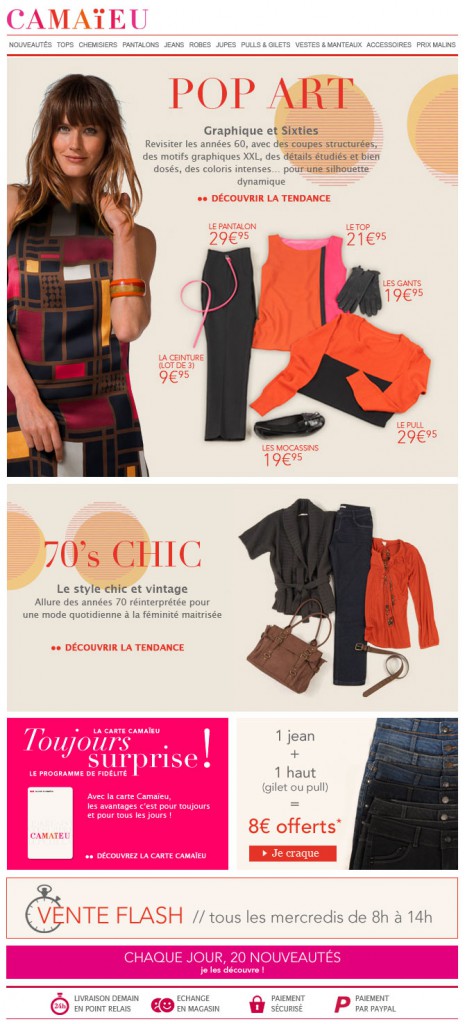 CAMAïEU
NOUVEAUTÉS TOPS CHEMISIERS PANTALONS JEANS ROBES JUPES PULLS & GILETS VESTES & MANTEAUX ACCESSOIRES PRIX MALINS
POP ART
Graphique et Sixties
Revisiter les années 60, avec des coupes structurées,
des motifs graphiques XXL, des détails étudiés et bien
dosés, des coloris intenses... pour une silhouette
dynamique
•• DÉCOUVRIR LA TENDANCE
LE PANTALON
29€95
LE TOP
21€95
LES GANTS
19€95
LA CEINTURE
(LOT DE 3)
9€95
LE PULL
29€95
LES MOCASSINS
19€95
70's CHIC
Le style chic et vintage
Allure des années 70 réinterprétée pour
une mode quotidienne à la féminité maitrisée
•• DÉCOUVRIR LA TENDANCE
LA CARTE CAMAÏEU
Toujours
surprise!
LE PROGRAMME DE FIDÉLITÉ
CAMAïEU
Avec la carte Camaïeu,
les avantages c'est pour toujours
et pour tous les jours !
•• DÉCOUVREZ LA CARTE CAMAÏEU
1 jean
+
1 haut
(gilet ou pull)
=
8€ offerts*
Je craque
VENTE FLASH // tous les mercredis de 8h à 14h
CHAQUE JOUR, 20 NOUVEAUTÉS
je les découvre !
24h
LIVRAISON DEMAIN
EN POINT RELAIS
ECHANGE
EN MAGASIN
PAIEMENT
SÉCURISÉ
PAIEMENT
PAR PAYPAL